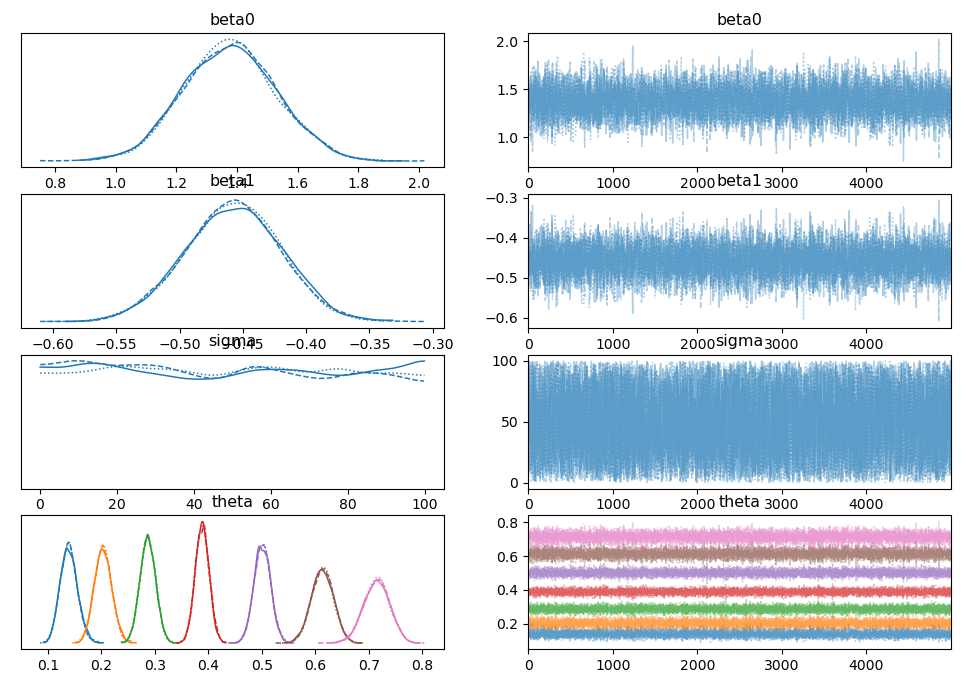 beta0
beta0
0.8 1.0 1.2 1.4 1.6 1.8 2.0
2.0
1.5
1.0
0 1000 2000 3000 4000
beta1
beta1
−0.60 −0.55 −0.50 −0.45 −0.40 −0.35 −0.30
−0.3
−0.4
−0.5
−0.6
0 1000 2000 3000 4000
sigma
sigma
0 20 40 60 80 100
100
50
0
0 1000 2000 3000 4000
theta
theta
0.1 0.2 0.3 0.4 0.5 0.6 0.7 0.8
0.8
0.6
0.4
0.2
0 1000 2000 3000 4000